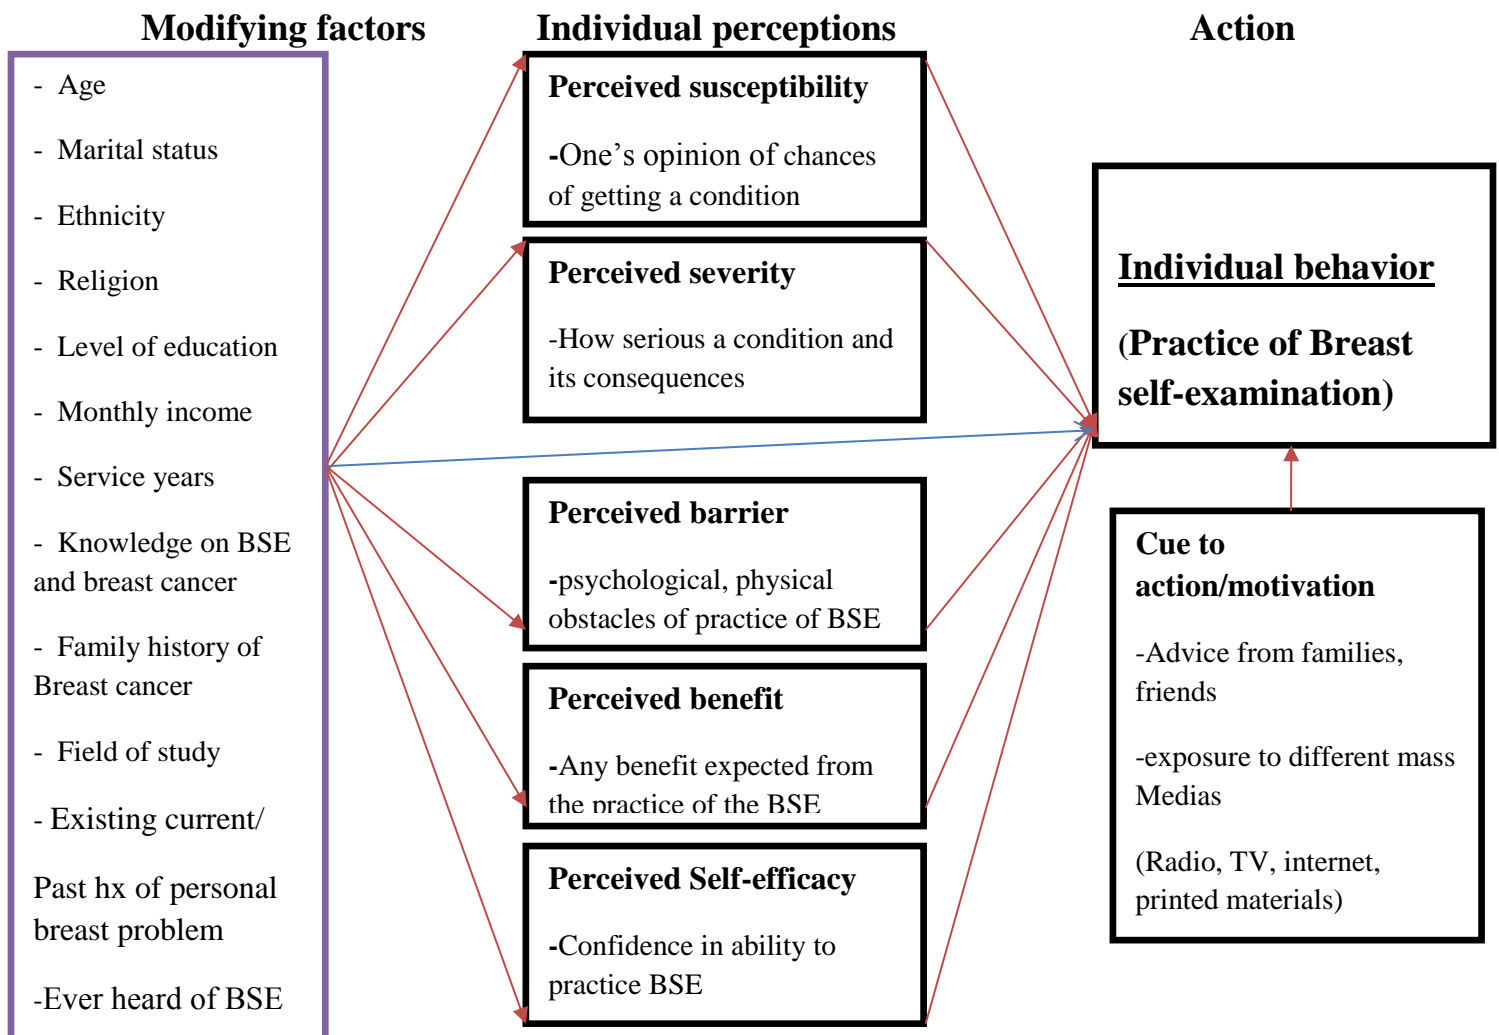 Modifying factors
- Age
- Marital status
- Ethnicity
- Religion
- Level of education
- Monthly income
- Service years
- Knowledge on BSE
and breast cancer
- Family history of
Breast cancer
- Field of study
- Existing current/
Past hx of personal
breast problem
-Ever heard of BSE
Individual perceptions
Perceived susceptibility
-One’s opinion of chances
of getting a condition
Perceived severity
-How serious a condition and
its consequences
Perceived barrier
-psychological, physical
obstacles of practice of BSE
Perceived benefit
-Any benefit expected from
the practice of the BSE
Perceived Self-efficacy
-Confidence in ability to
practice BSE
Action
Individual behavior
(Practice of Breast
self-examination)
Cue to
action/motivation
-Advice from families,
friends
-exposure to different mass
Medias
(Radio, TV, internet,
printed materials)